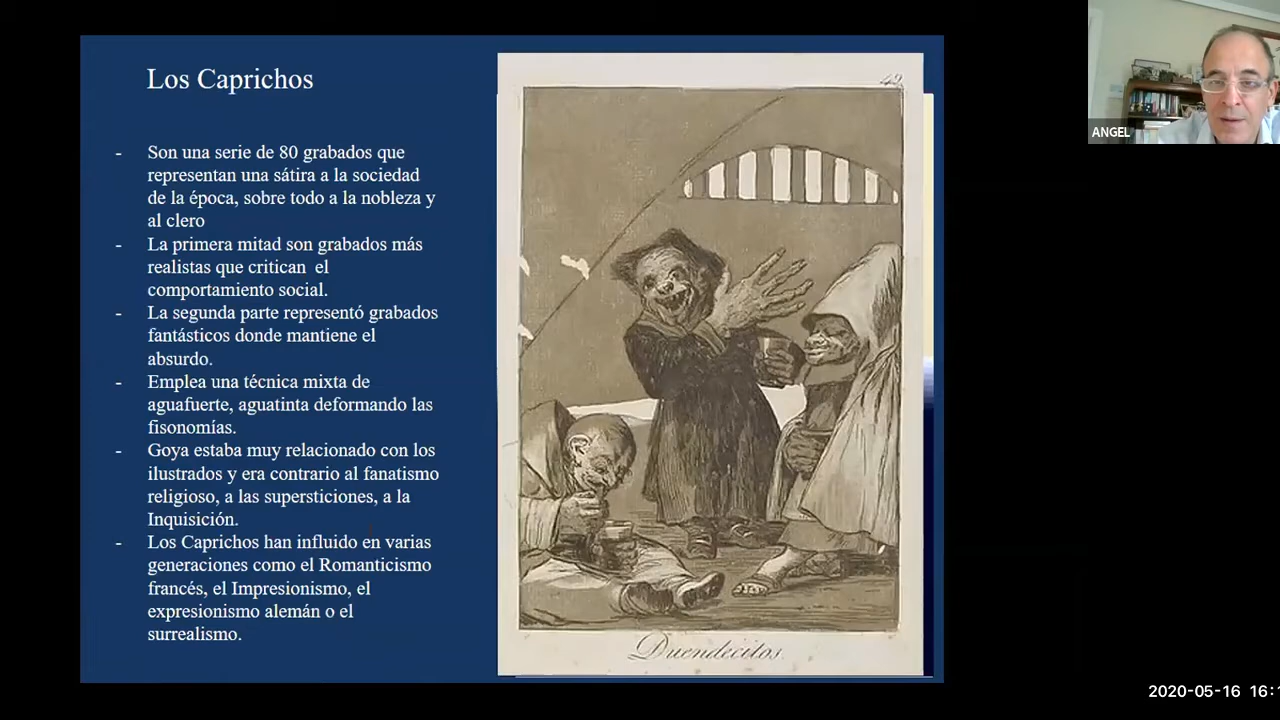 Los Caprichos
- Son una serie de 80 grabados que
representan una sátira a la sociedad
de la época, sobre todo a la nobleza y
al clero
- La primera mitad son grabados más
realistas que critican el
comportamiento social.
- La segunda parte representó grabados
fantásticos donde mantiene el
absurdo.
- Emplea una técnica mixta de
aguafuerte, aguatinta deformando las
fisonomías.
- Goya estaba muy relacionado con los
ilustrados y era contrario al fanatismo
religioso, a las supersticiones, a la
Inquisición.
- Los Caprichos han influido en varias
generaciones como el Romanticismo
francés, el Impresionismo, el
expresionismo alemán o el
surrealismo.
49
Duendecitos.
ANGEL
2020-05-16 16: